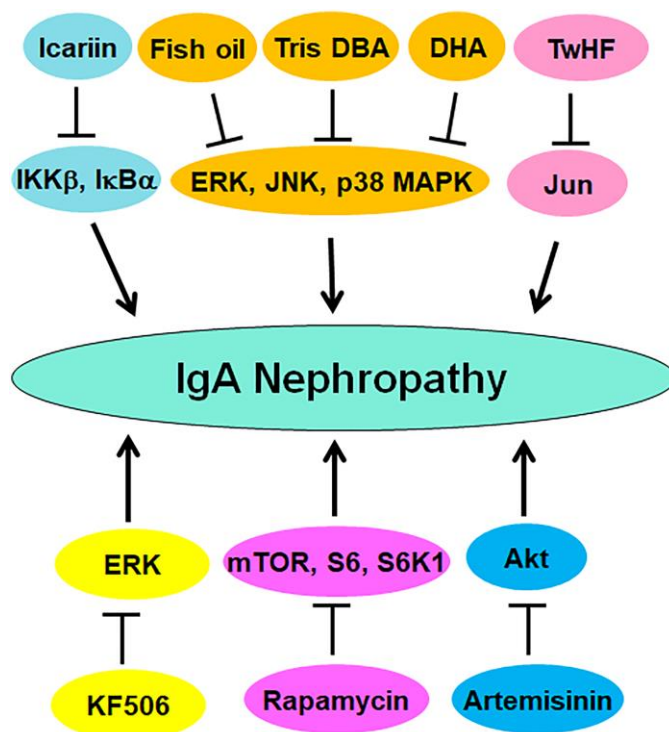 Icariin
Fish oil
Tris DBA
DHA
TwHF
IKKβ, IκBα
ERK, JNK, p38 MAPK
Jun
IgA Nephropathy
ERK
mTOR, S6, S6K1
Akt
KF506
Rapamycin
Artemisinin